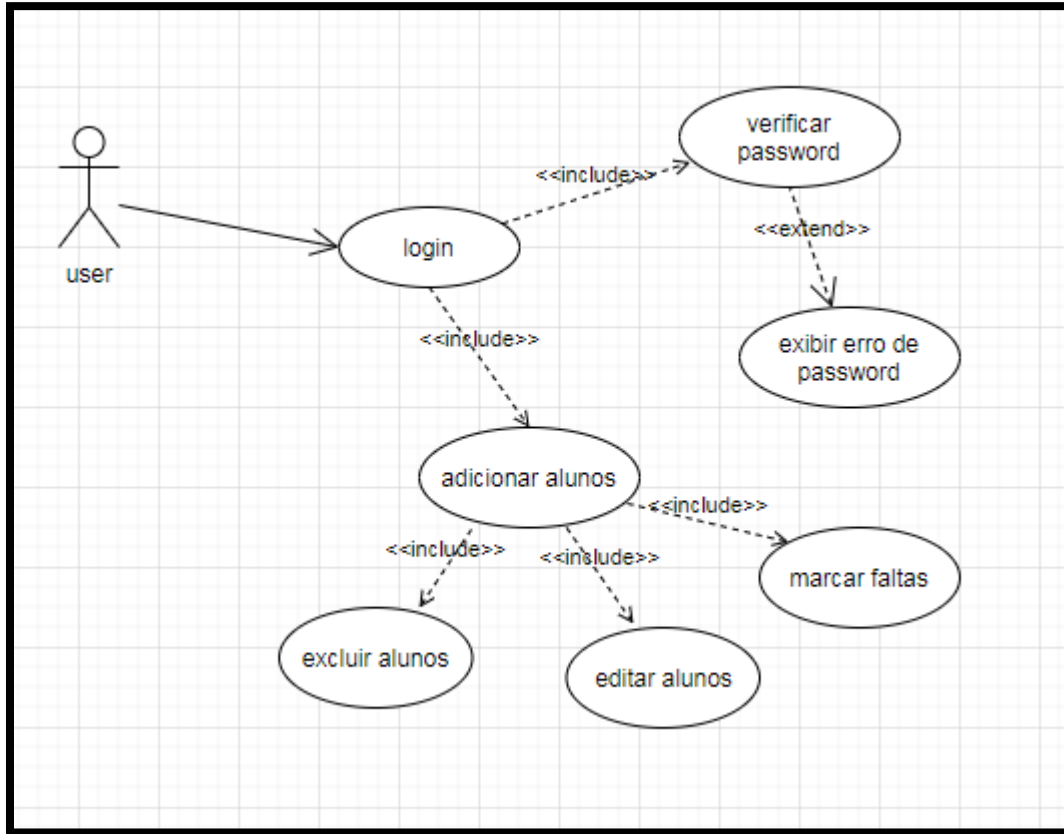 verificar
password
<<include>>
<<extend>>
login
user
<<include>>
exibir erro de
password
adicionar alunos
<<include>>
<<include>>
<<include>>
marcar faltas
excluir alunos
editar alunos